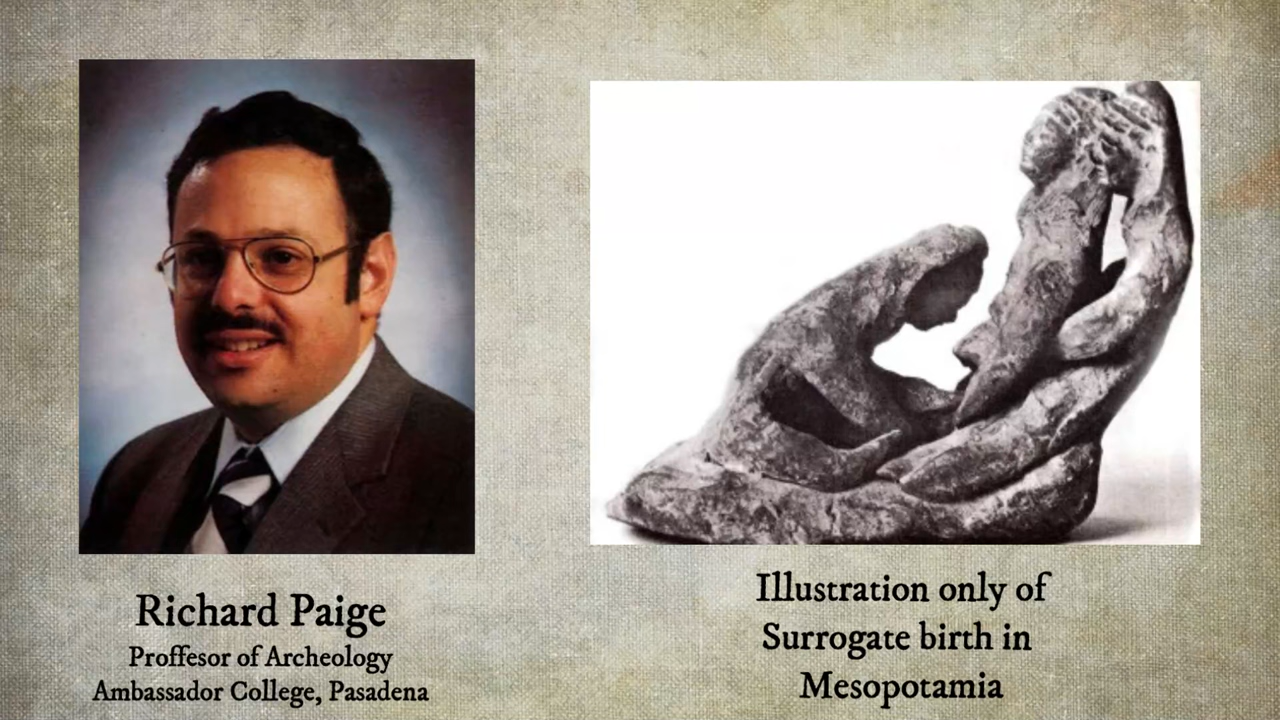 Richard Paige
Proffesor of Archeology
Ambassador College, Pasadena
Illustration only of
Surrogate birth in
Mesopotamia